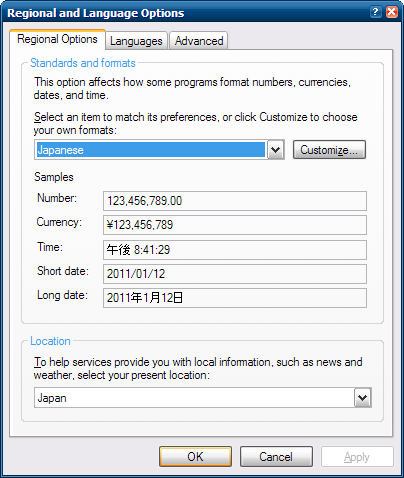 Regional and Language Options
Regional Options Languages Advanced
Standards and formats
This option affects how some programs format numbers, currencies,
dates, and time.
Select an item to match its preferences, or click Customize to choose
your own formats:
Japanese Customize...
Samples
Number: 123,456,789.00
Currency: ¥123,456,789
Time: 午後 8:41:29
Short date: 2011/01/12
Long date: 2011年1月12日
Location
To help services provide you with local information, such as news and
weather, select your present location:
Japan
OK Cancel Apply